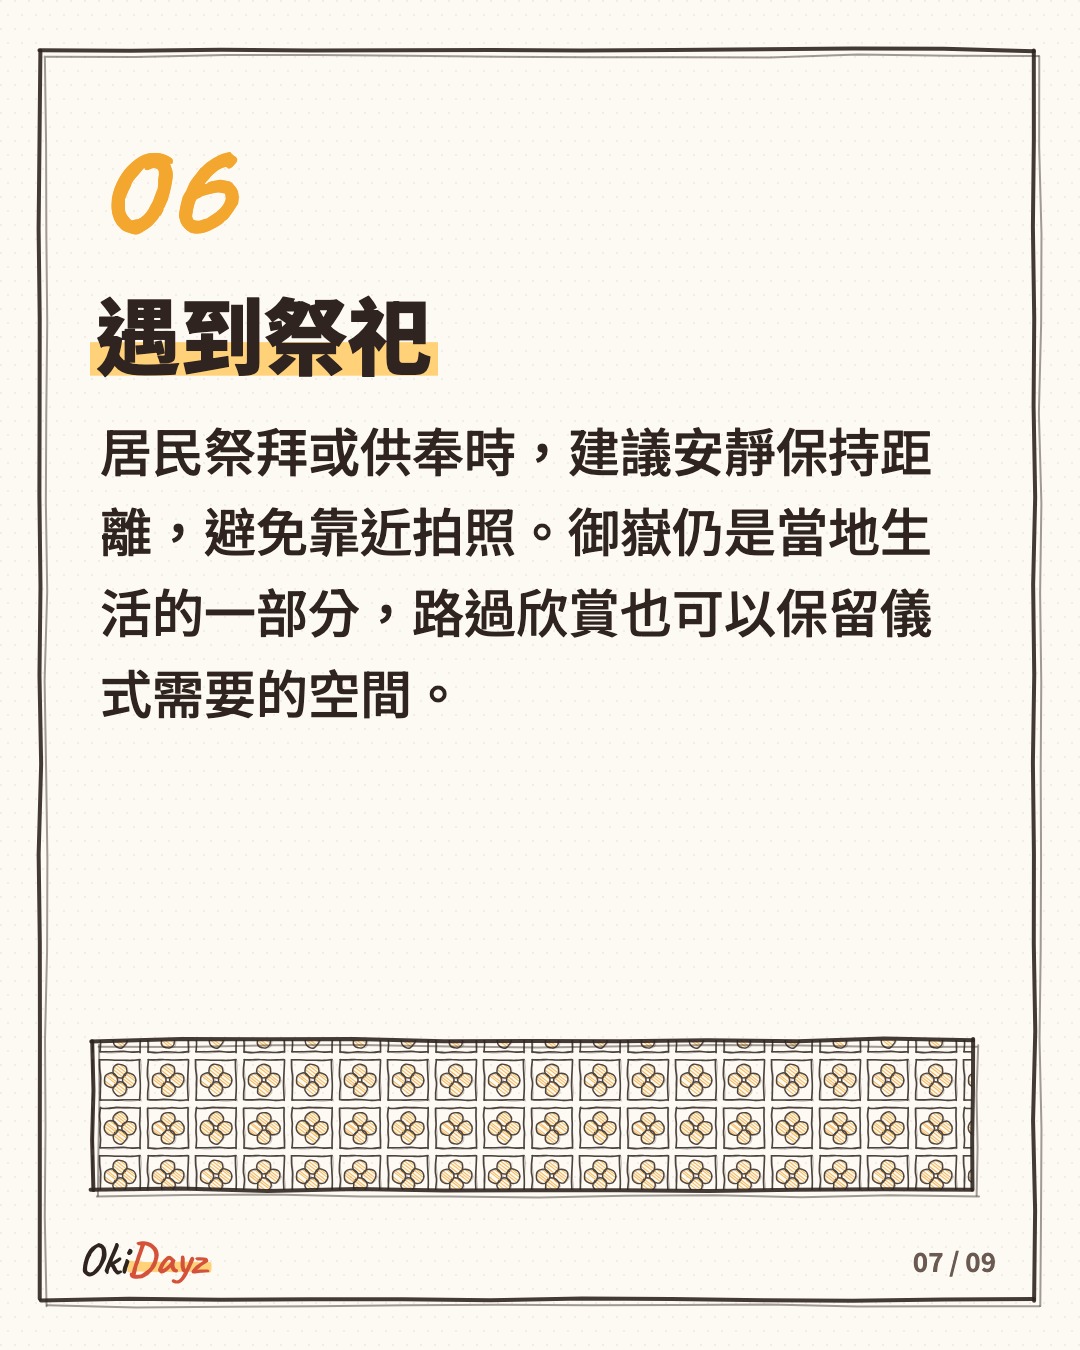 06
遇到祭祀
居民祭拜或供奉時，建議安靜保持距
離，避免靠近拍照。御嶽仍是當地生
活的一部分，路過欣賞也可以保留儀
式需要的空間。
OkiDayz
07 / 09